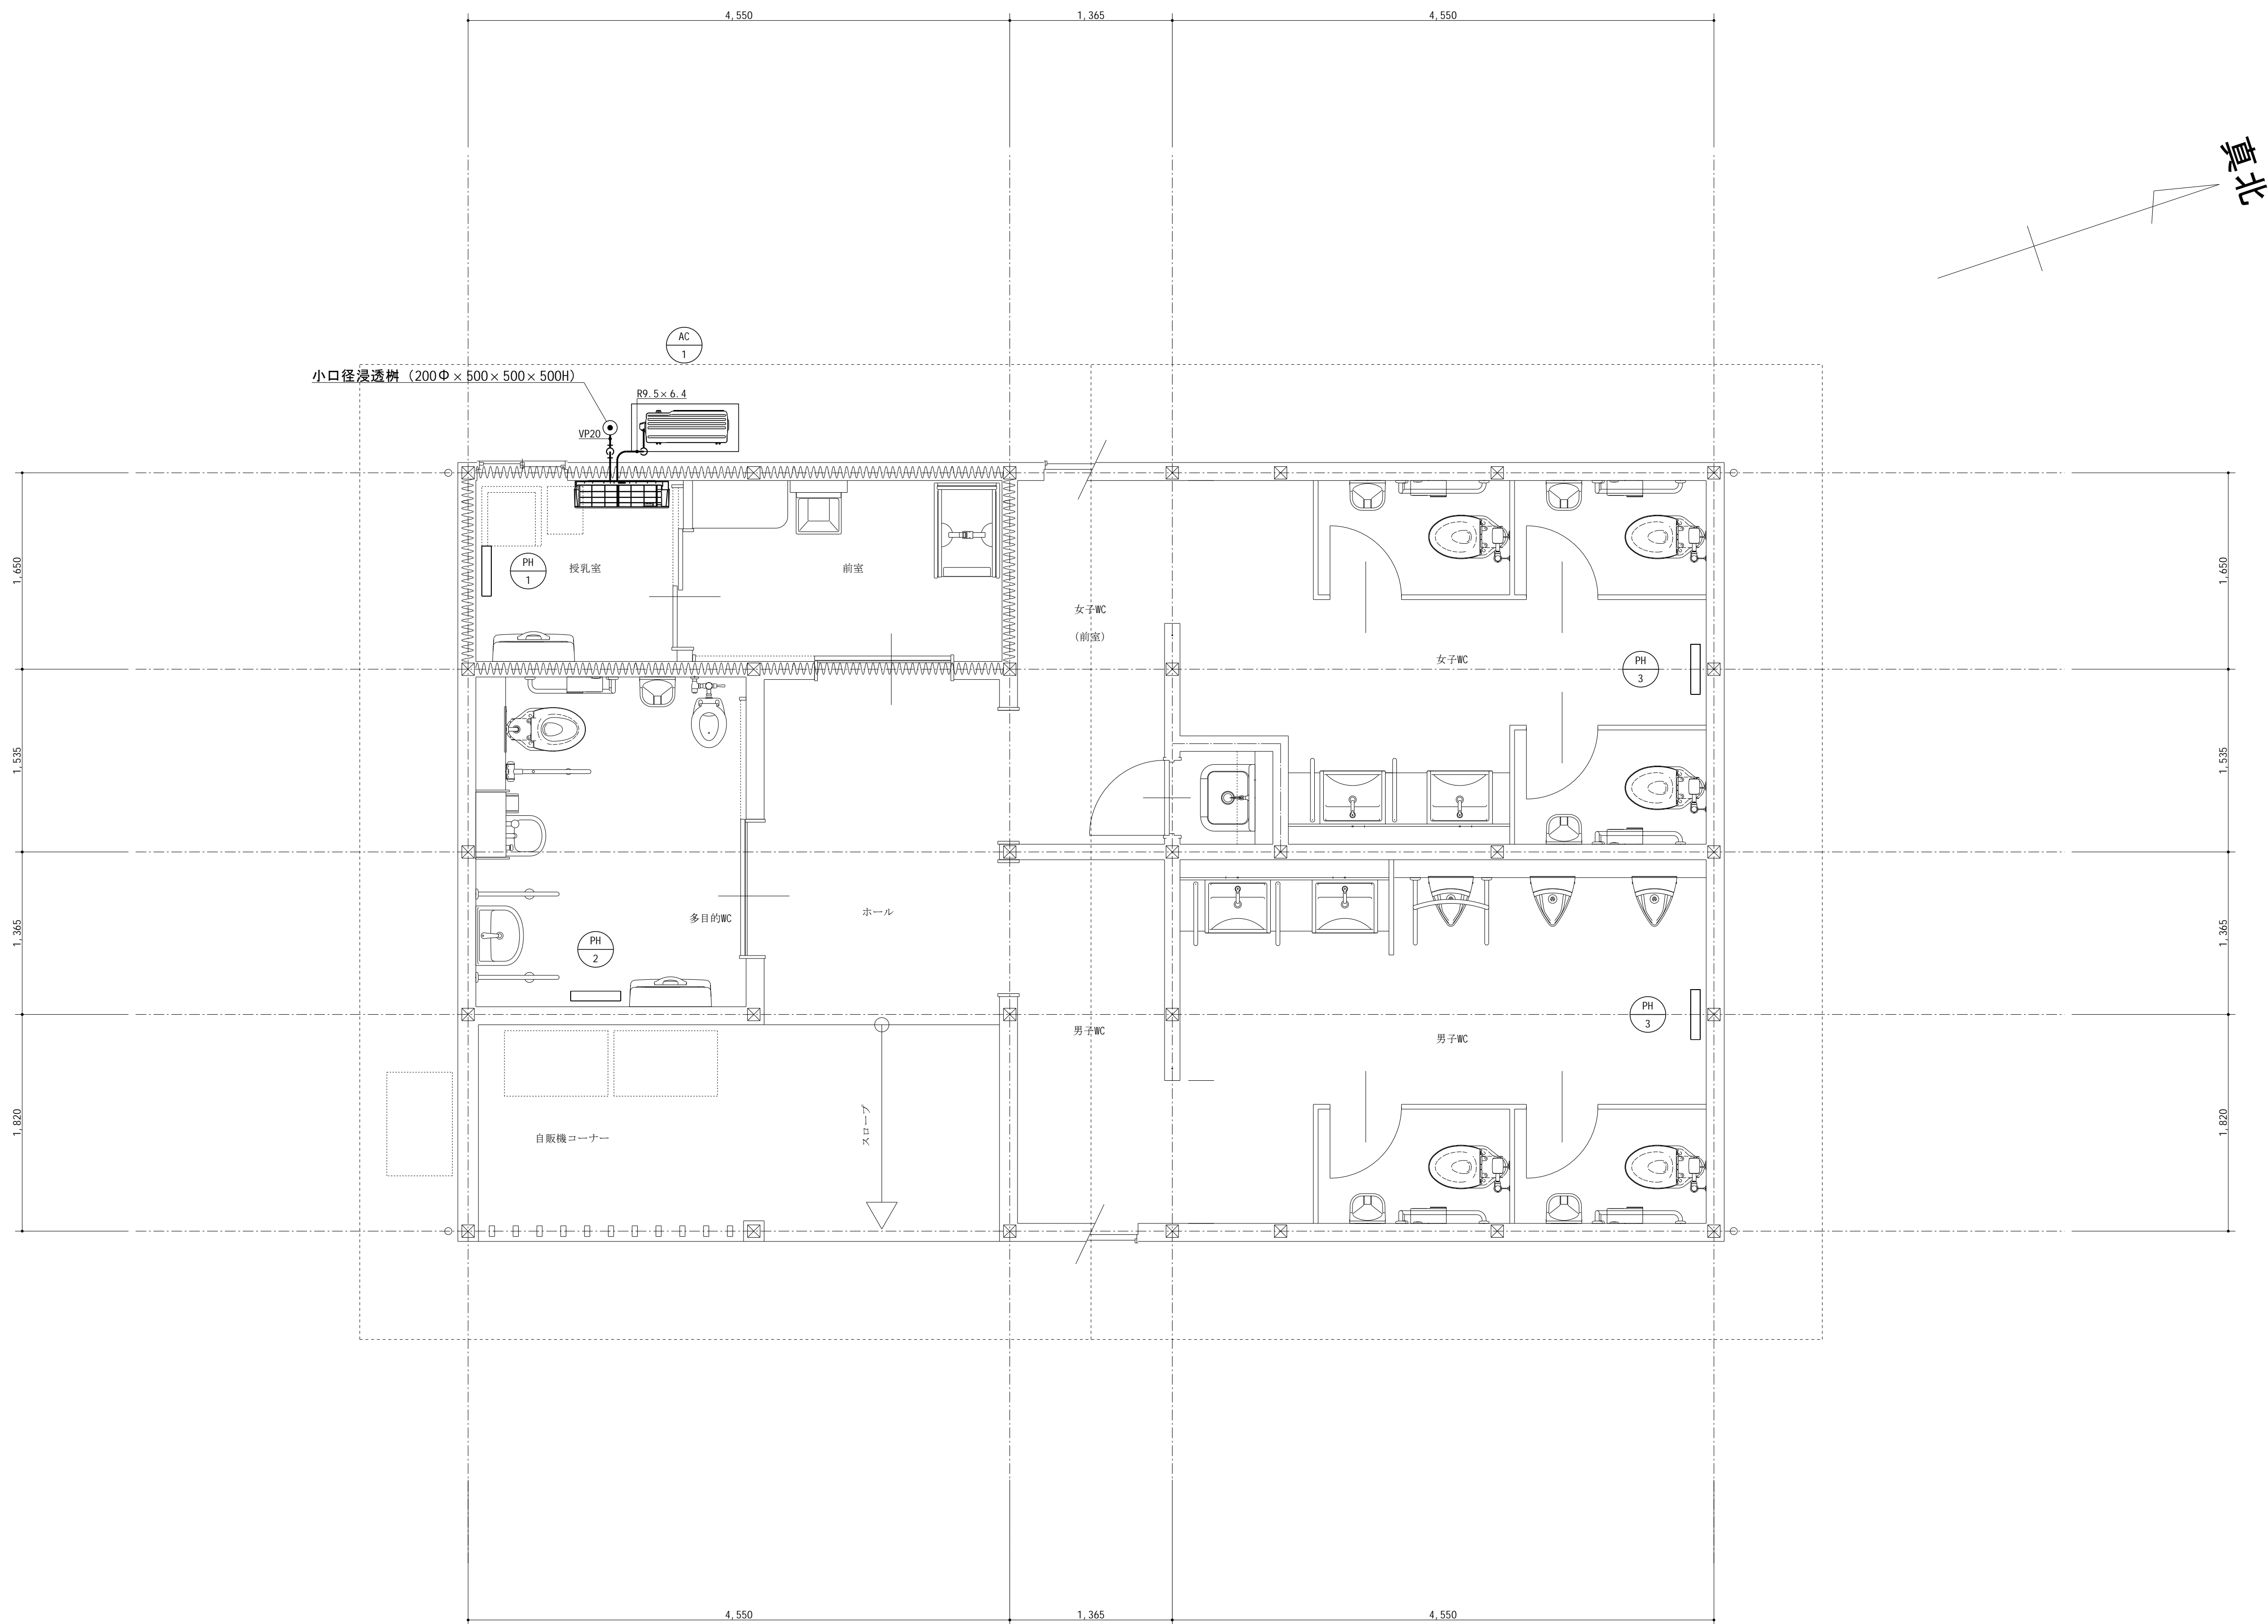 4,550
1,365
4,550
真北
AC
1
小口径浸透桝（200Φ×500×500×500H）
R9.5×6.4
VP20
1,650
1,650
PH
1
授乳室
前室
女子WC
（前室）
女子WC
PH
3
1,535
1,535
多目的WC
ホール
1,365
1,365
PH
2
男子WC
男子WC
PH
3
1,820
1,820
自販機コーナー
スロープ
4,550
1,365
4,550